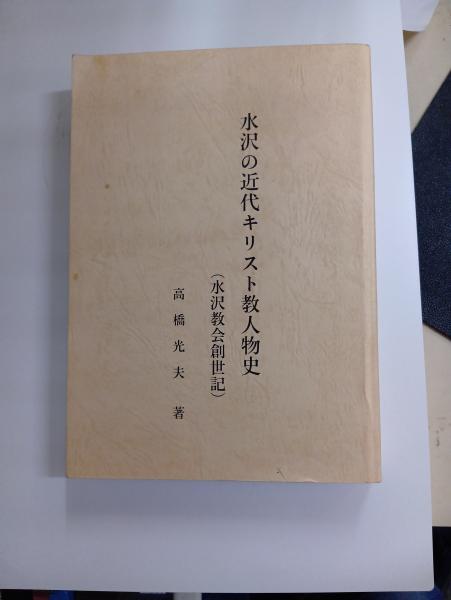 水沢の近代キリスト教人物史
（水沢教会創世記）
高橋光夫 著